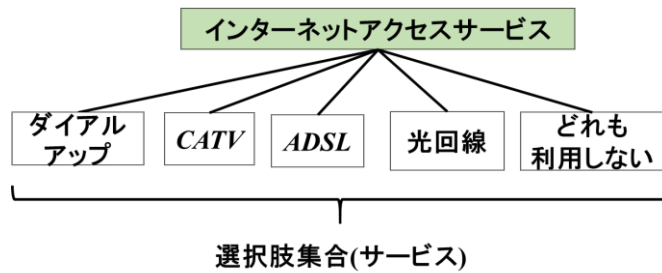 インターネットアクセスサービス
ダイアル
アップ
CATV
ADSL
光回線
どれも
利用しない
選択肢集合(サービス)